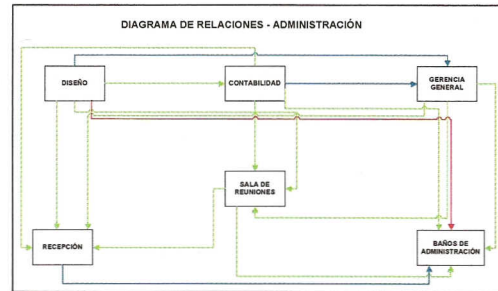 DIAGRAMA DE RELACIONES - ADMINISTRACIÓN
DISEÑO
CONTABILIDAD
GERENCIA
GENERAL
SALA DE
REUNIONES
RECEPCIÓN
BAÑOS DE
ADMINISTRACIÓN